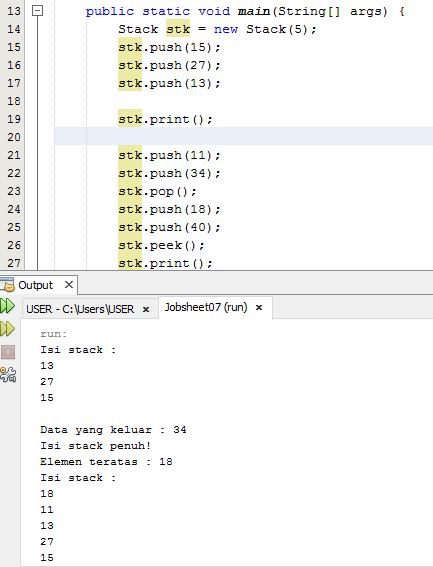 13 public static void main(String[] args) {
14 Stack stk = new Stack(5);
15 stk.push(15);
16 stk.push(27);
17 stk.push(13);
18
19 stk.print();
20
21 stk.push(11);
22 stk.push(34);
23 stk.pop();
24 stk.push(18);
25 stk.push(40);
26 stk.peek();
27 stk.print();
Output
USER - C:\Users\USER Jobsheet07 (run)
run:
Isi stack :
13
27
15
Data yang keluar : 34
Isi stack penuh!
Elemen teratas : 18
Isi stack :
18
11
13
27
15